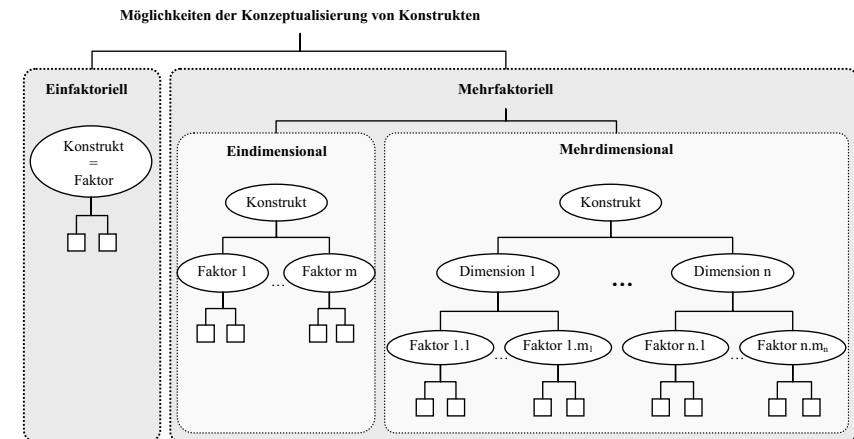 Möglichkeiten der Konzeptualisierung von Konstrukten
Einfaktoriell
Konstrukt
=
Faktor
Mehrfaktoriell
Eindimensional
Konstrukt
Faktor 1
...
Faktor m
Mehrdimensional
Konstrukt
Dimension 1
...
Dimension n
Faktor 1.1
...
Faktor 1.m₁
Faktor n.1
...
Faktor n.mₙ